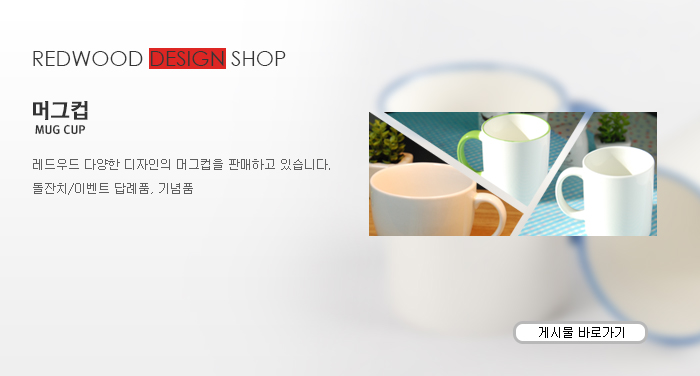 REDWOOD DESIGN SHOP
머그컵
MUG CUP
레드우드 다양한 디자인의 머그컵을 판매하고 있습니다.
돌잔치/이벤트 답례품, 기념품
게시물 바로가기